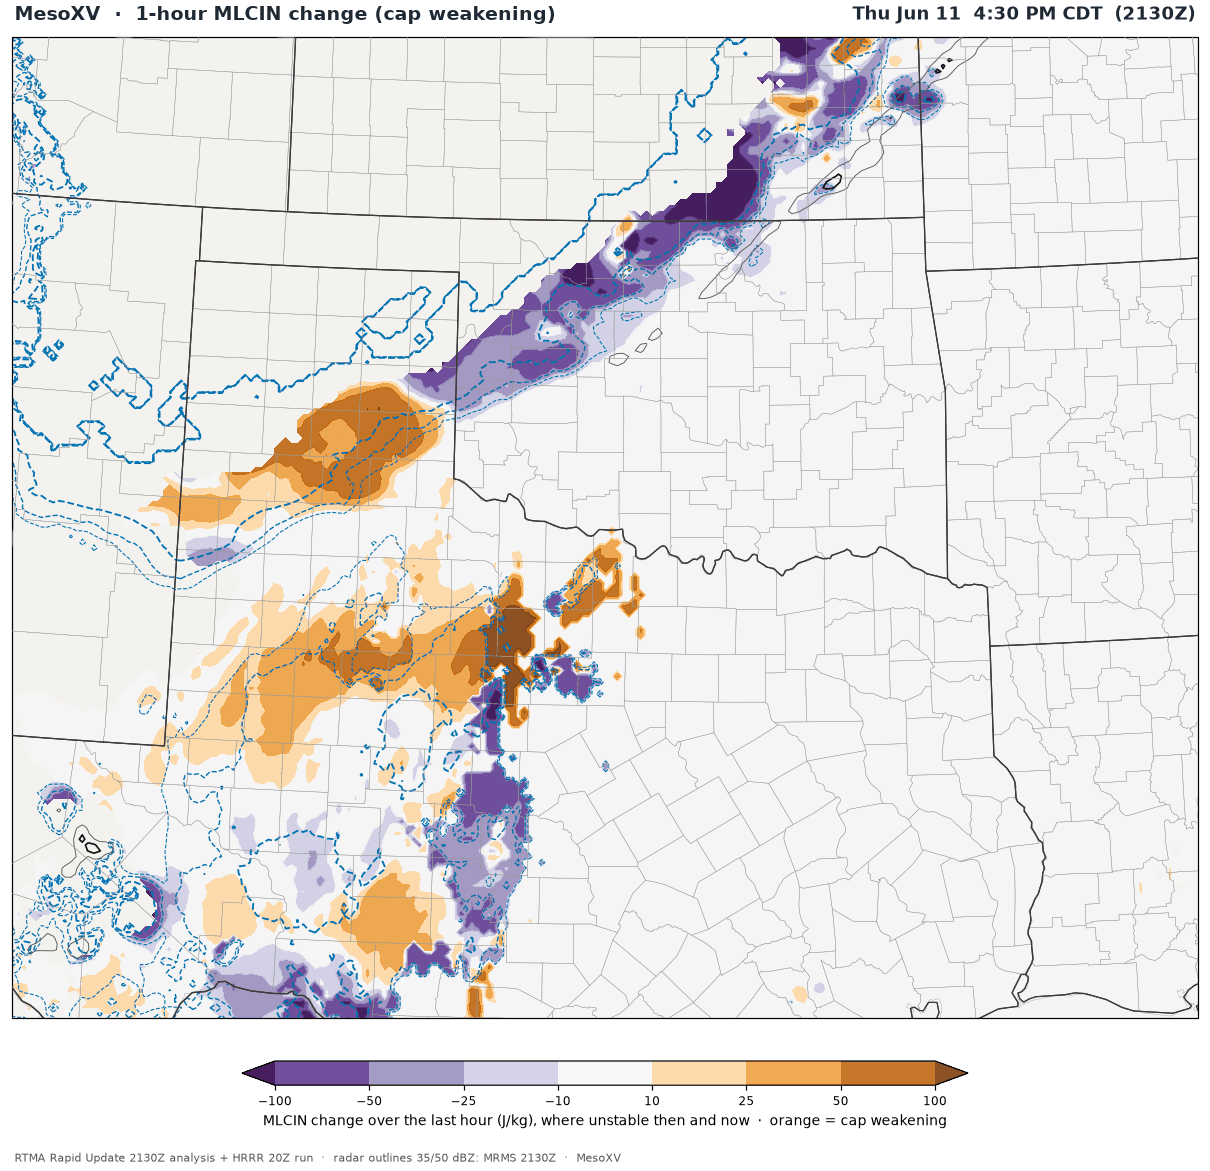 MesoXV · 1-hour MLCIN change (cap weakening)
Thu Jun 11 4:30 PM CDT (2130Z)
−100 −50 −25 −10 10 25 50 100
MLCIN change over the last hour (J/kg), where unstable then and now · orange = cap weakening
RTMA Rapid Update 2130Z analysis + HRRR 20Z run · radar outlines 35/50 dBZ: MRMS 2130Z · MesoXV